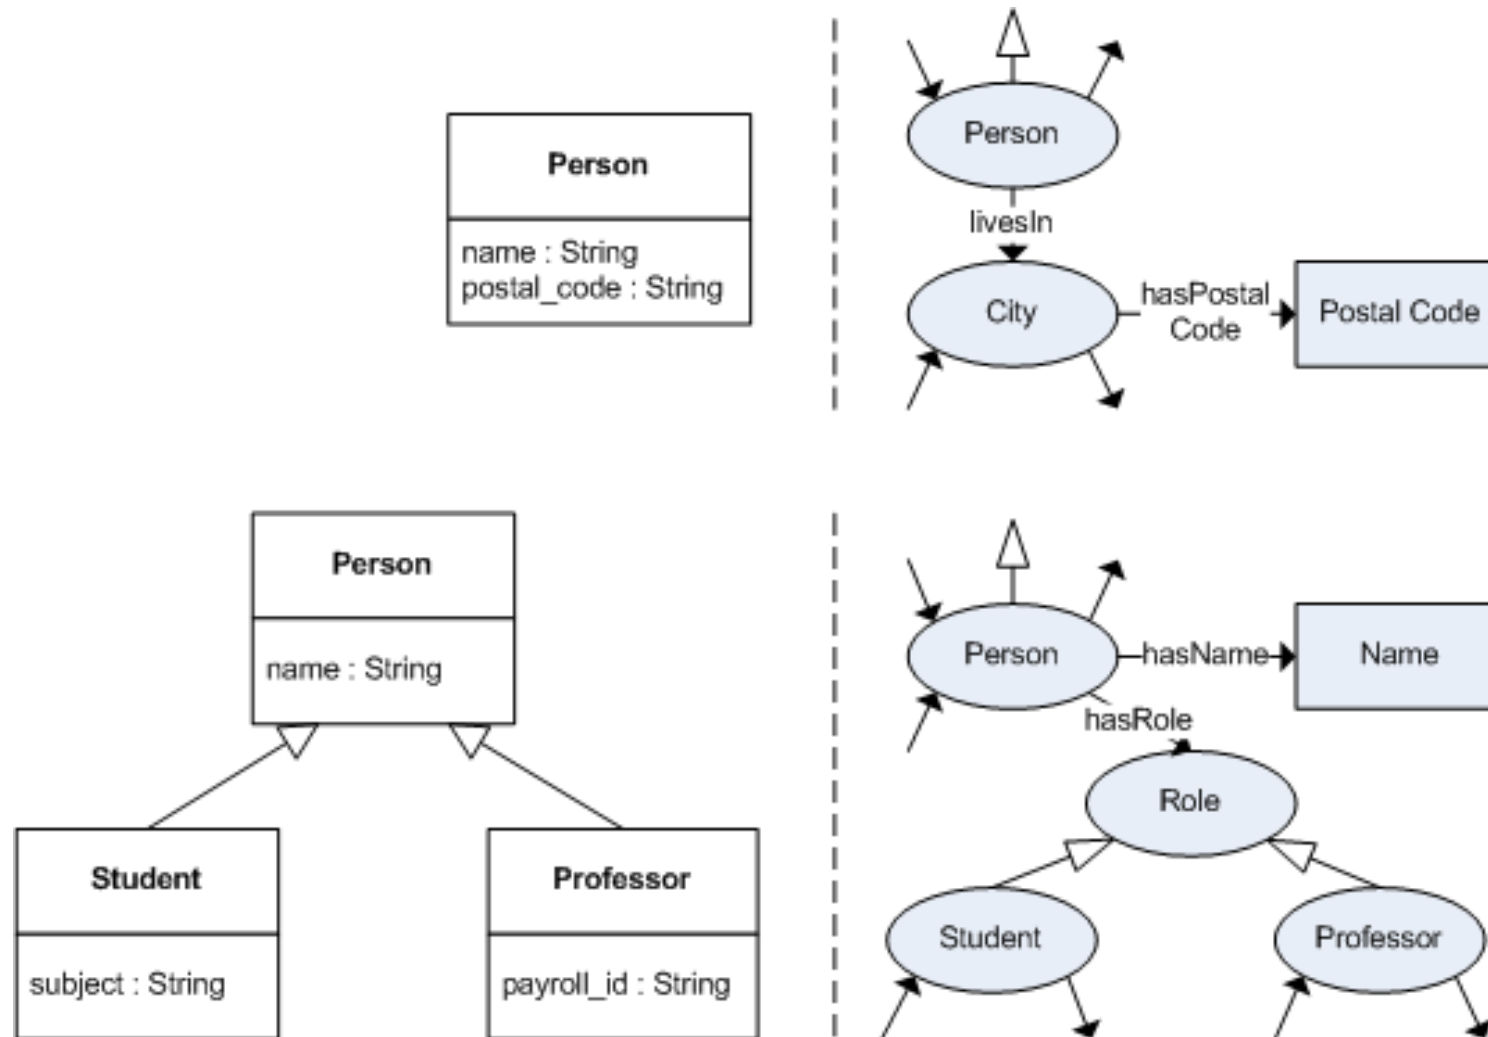 Person
name : String
postal_code : String
Person
livesIn
City
hasPostal
Code
Postal Code
Person
name : String
Student
subject : String
Professor
payroll_id : String
Person
hasName
Name
hasRole
Role
Student
Professor